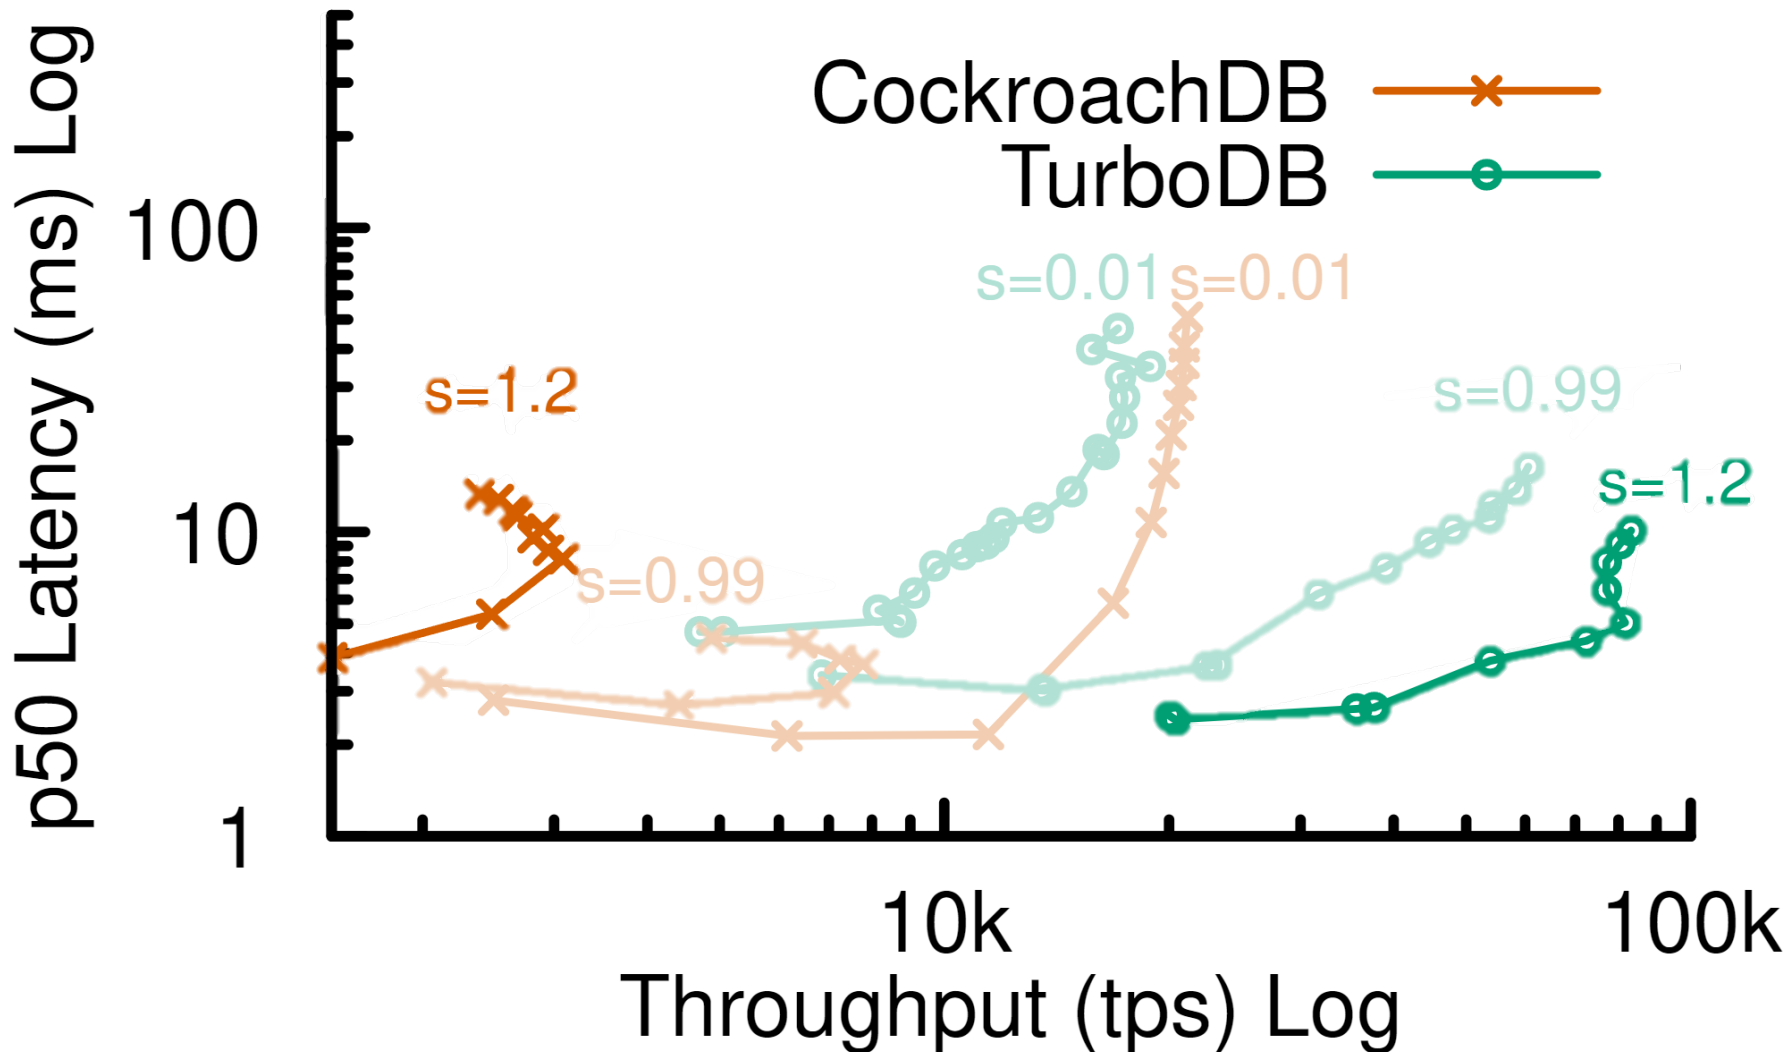 CockroachDB
TurboDB
p50 Latency (ms) Log
100
10
1
s=0.01
s=0.01
s=1.2
s=0.99
s=1.2
s=0.99
10k
100k
Throughput (tps) Log